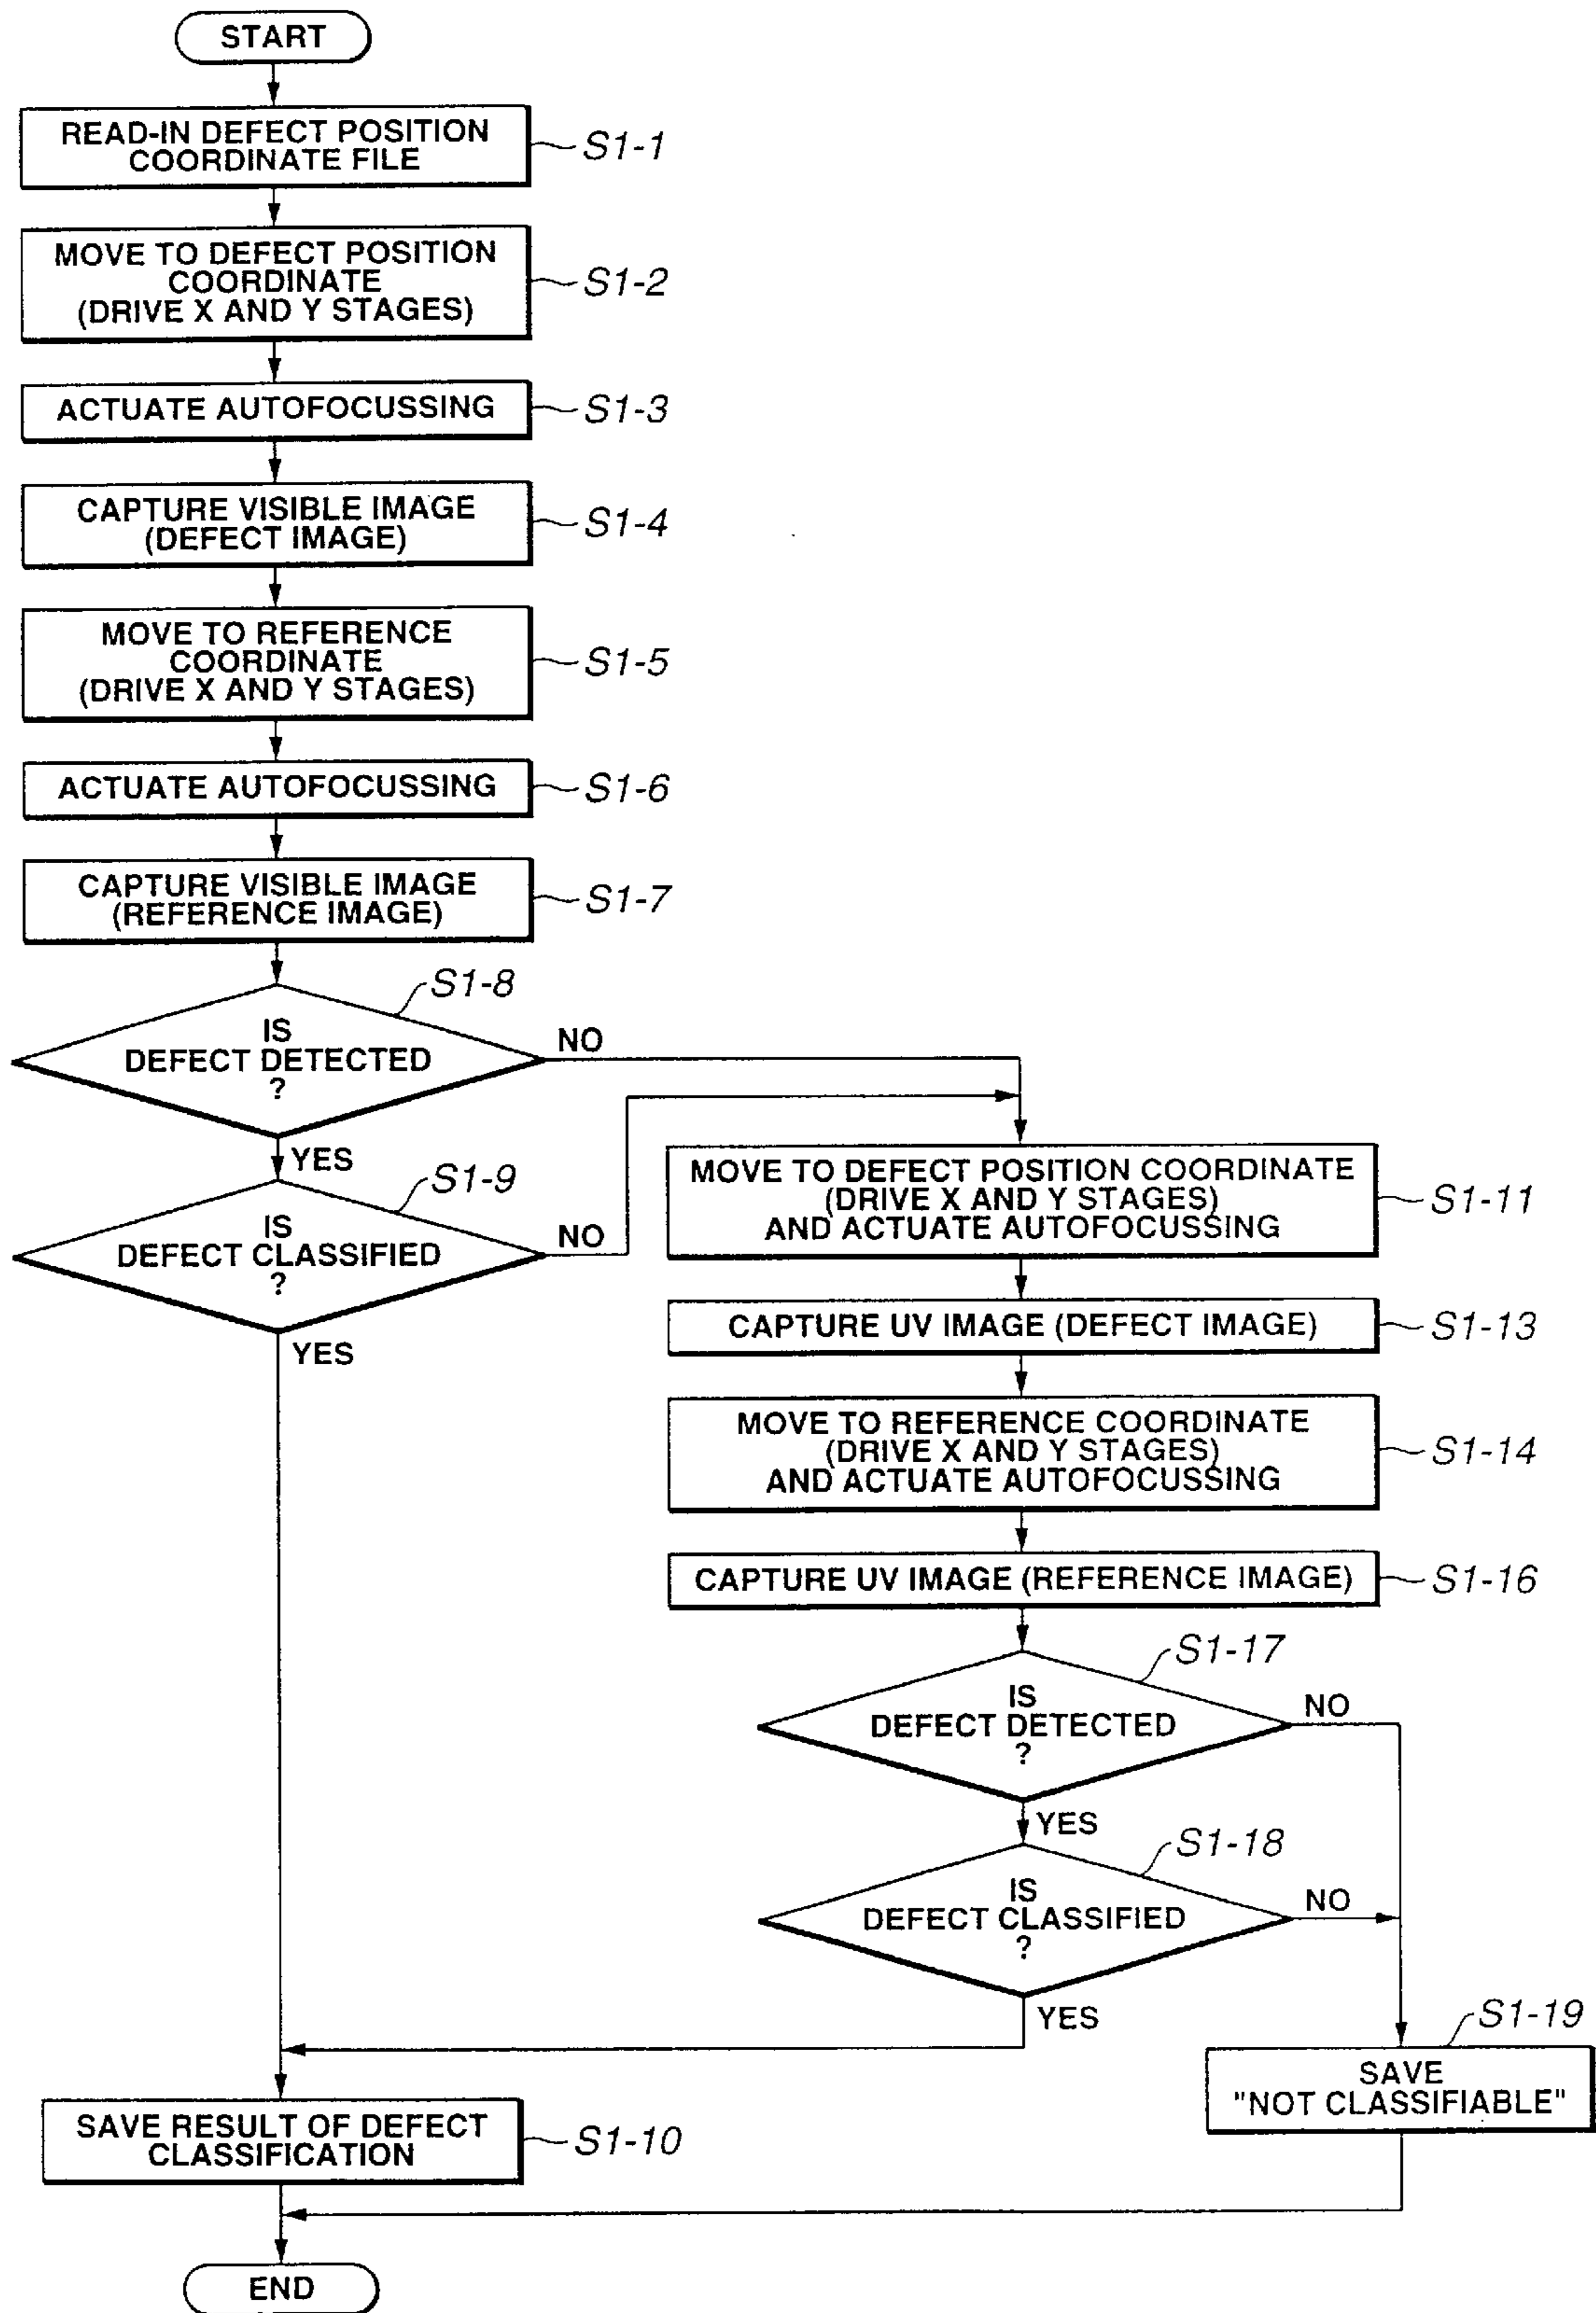 START
READ-IN DEFECT POSITION
COORDINATE FILE
S1-1
MOVE TO DEFECT POSITION
COORDINATE
(DRIVE X AND Y STAGES)
S1-2
ACTUATE AUTOFOCUSSING
S1-3
CAPTURE VISIBLE IMAGE
(DEFECT IMAGE)
S1-4
MOVE TO REFERENCE
COORDINATE
(DRIVE X AND Y STAGES)
S1-5
ACTUATE AUTOFOCUSSING
S1-6
CAPTURE VISIBLE IMAGE
(REFERENCE IMAGE)
S1-7
S1-8
IS
DEFECT DETECTED
?
NO
YES
S1-9
IS
DEFECT CLASSIFIED
?
NO
YES
MOVE TO DEFECT POSITION COORDINATE
(DRIVE X AND Y STAGES)
AND ACTUATE AUTOFOCUSSING
S1-11
CAPTURE UV IMAGE (DEFECT IMAGE)
S1-13
MOVE TO REFERENCE COORDINATE
(DRIVE X AND Y STAGES)
AND ACTUATE AUTOFOCUSSING
S1-14
CAPTURE UV IMAGE (REFERENCE IMAGE)
S1-16
S1-17
IS
DEFECT DETECTED
?
NO
YES
S1-18
IS
DEFECT CLASSIFIED
?
NO
YES
S1-19
SAVE
"NOT CLASSIFIABLE"
SAVE RESULT OF DEFECT
CLASSIFICATION
S1-10
END